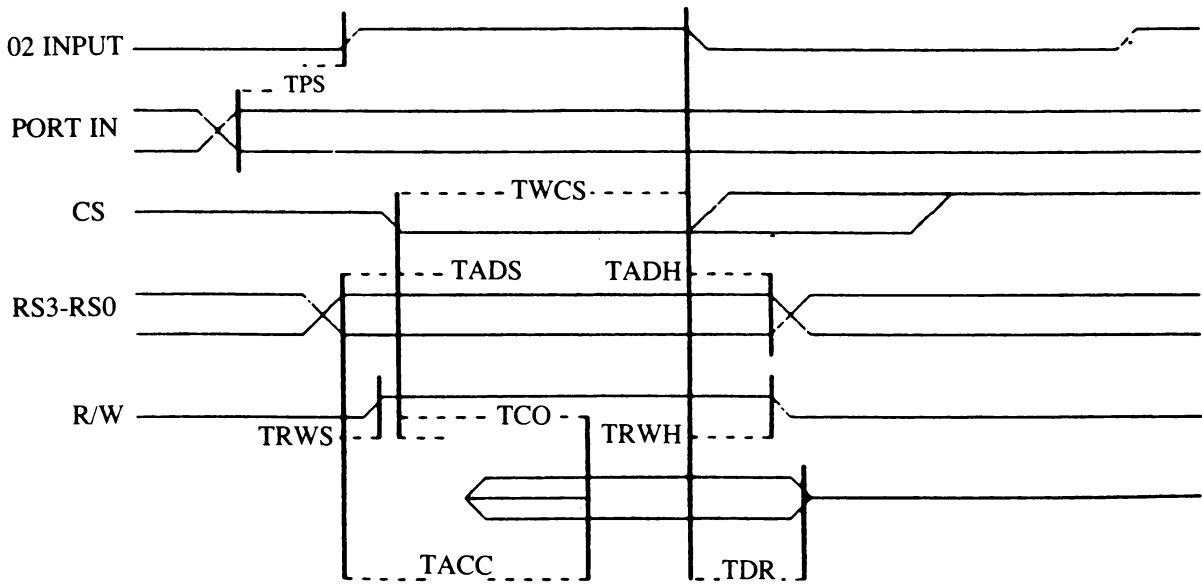 02 INPUT
TPS
PORT IN
TWCS
CS
TADS
TADH
RS3-RS0
R/W
TCO
TRWS
TRWH
TACC
TDR